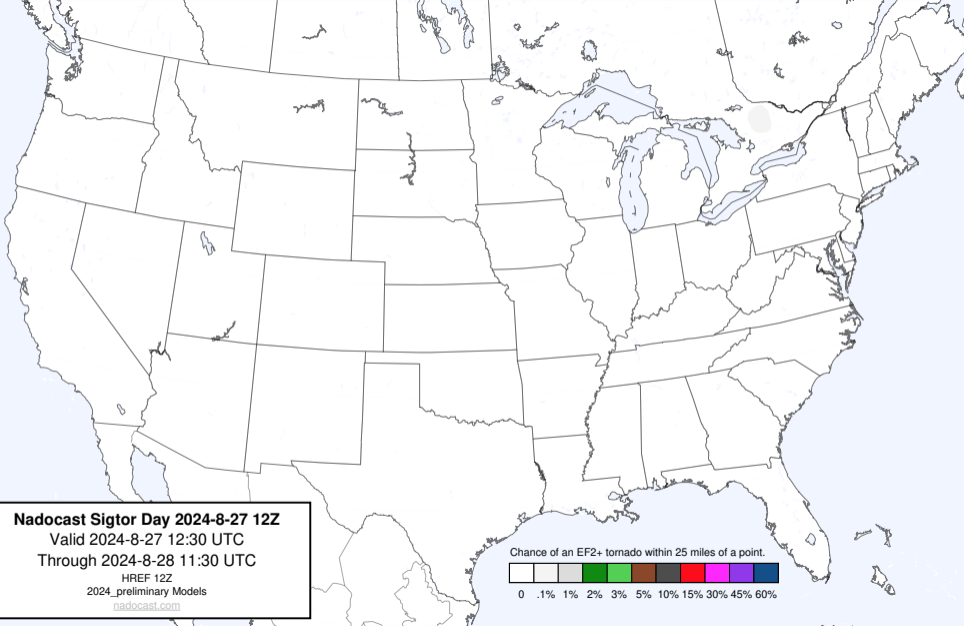 Nadocast Sigtor Day 2024-8-27 12Z
Valid 2024-8-27 12:30 UTC
Through 2024-8-28 11:30 UTC
HREF 12Z
2024_preliminary Models
nadocast.com
Chance of an EF2+ tornado within 25 miles of a point.
0 .1% 1% 2% 3% 5% 10% 15% 30% 45% 60%